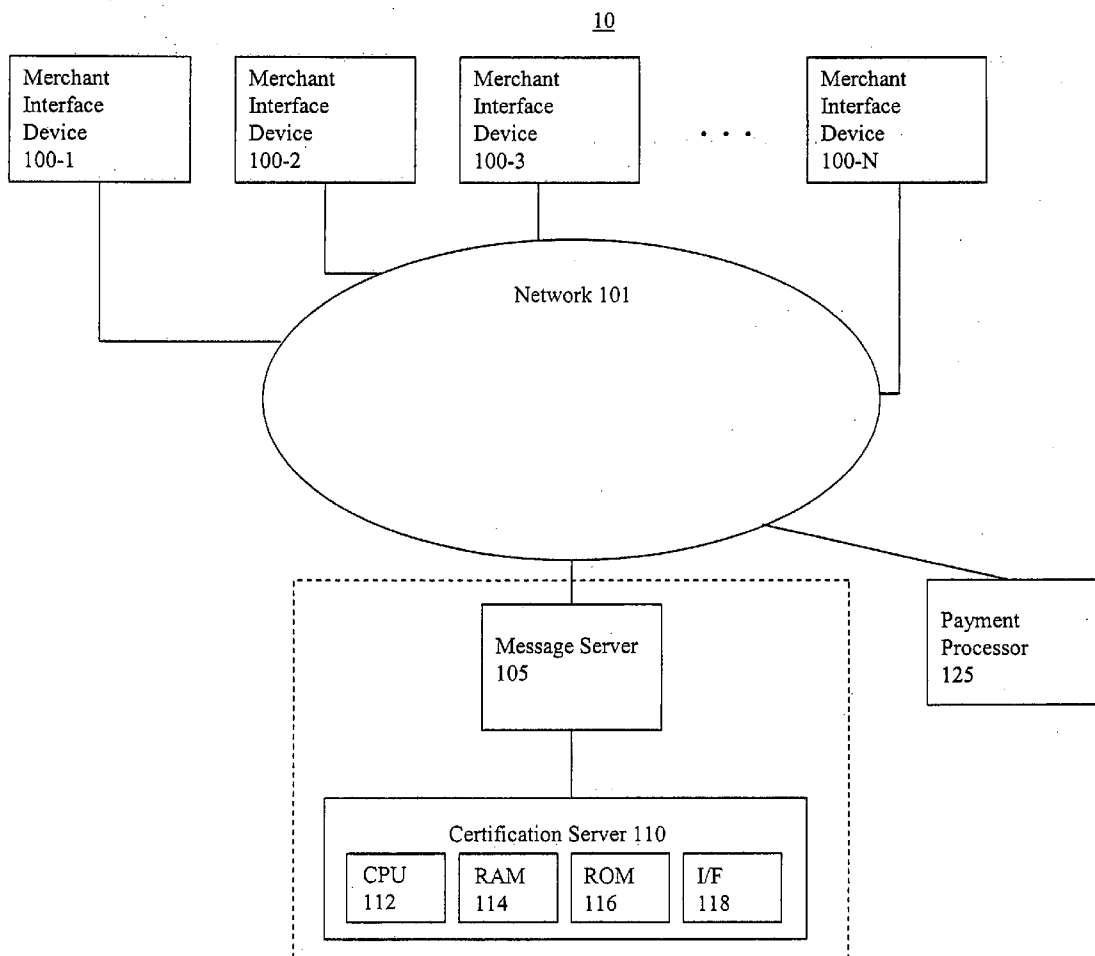 10
Merchant
Interface
Device
100-1
Merchant
Interface
Device
100-2
Merchant
Interface
Device
100-3
. . .
Merchant
Interface
Device
100-N
Network 101
Message Server
105
Payment
Processor
125
Certification Server 110
CPU
112
RAM
114
ROM
116
I/F
118